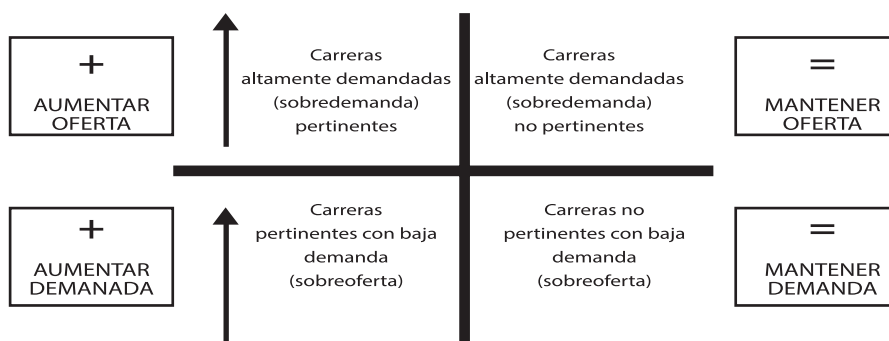 +
AUMENTAR
OFERTA
Carreras
altamente demandadas
(sobredemanda)
pertinentes
Carreras
altamente demandadas
(sobredemanda)
no pertinentes
=
MANTENER
OFERTA
+
AUMENTAR
DEMANADA
Carreras
pertinentes con baja
demanda
(sobreoferta)
Carreras no
pertinentes con baja
demanda
(sobreoferta)
=
MANTENER
DEMANDA